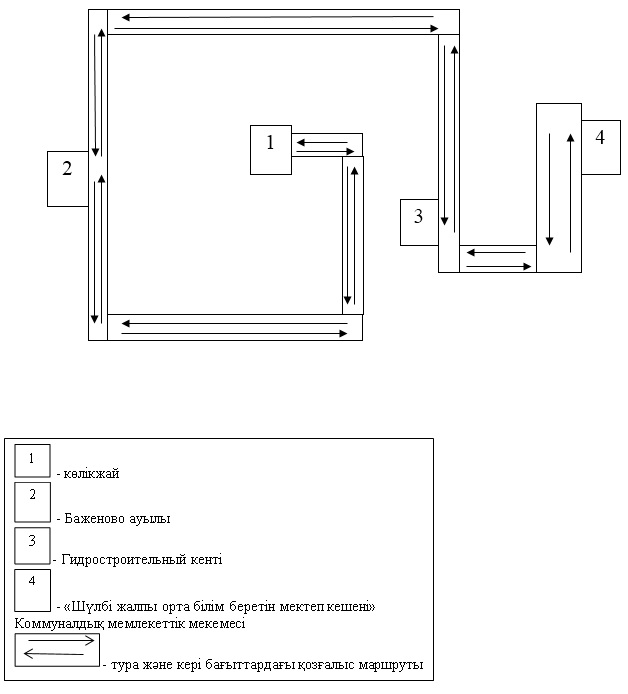 1
2
3
4
1 - көлікжай
2 - Баженово ауылы
3 - Гидростроительный кенті
4 - «Шүлбі жалпы орта білім беретін мектеп кешені»
Коммуналдық мемлекеттік мекемесі
- тура және кері бағыттардағы қозғалыс маршруты